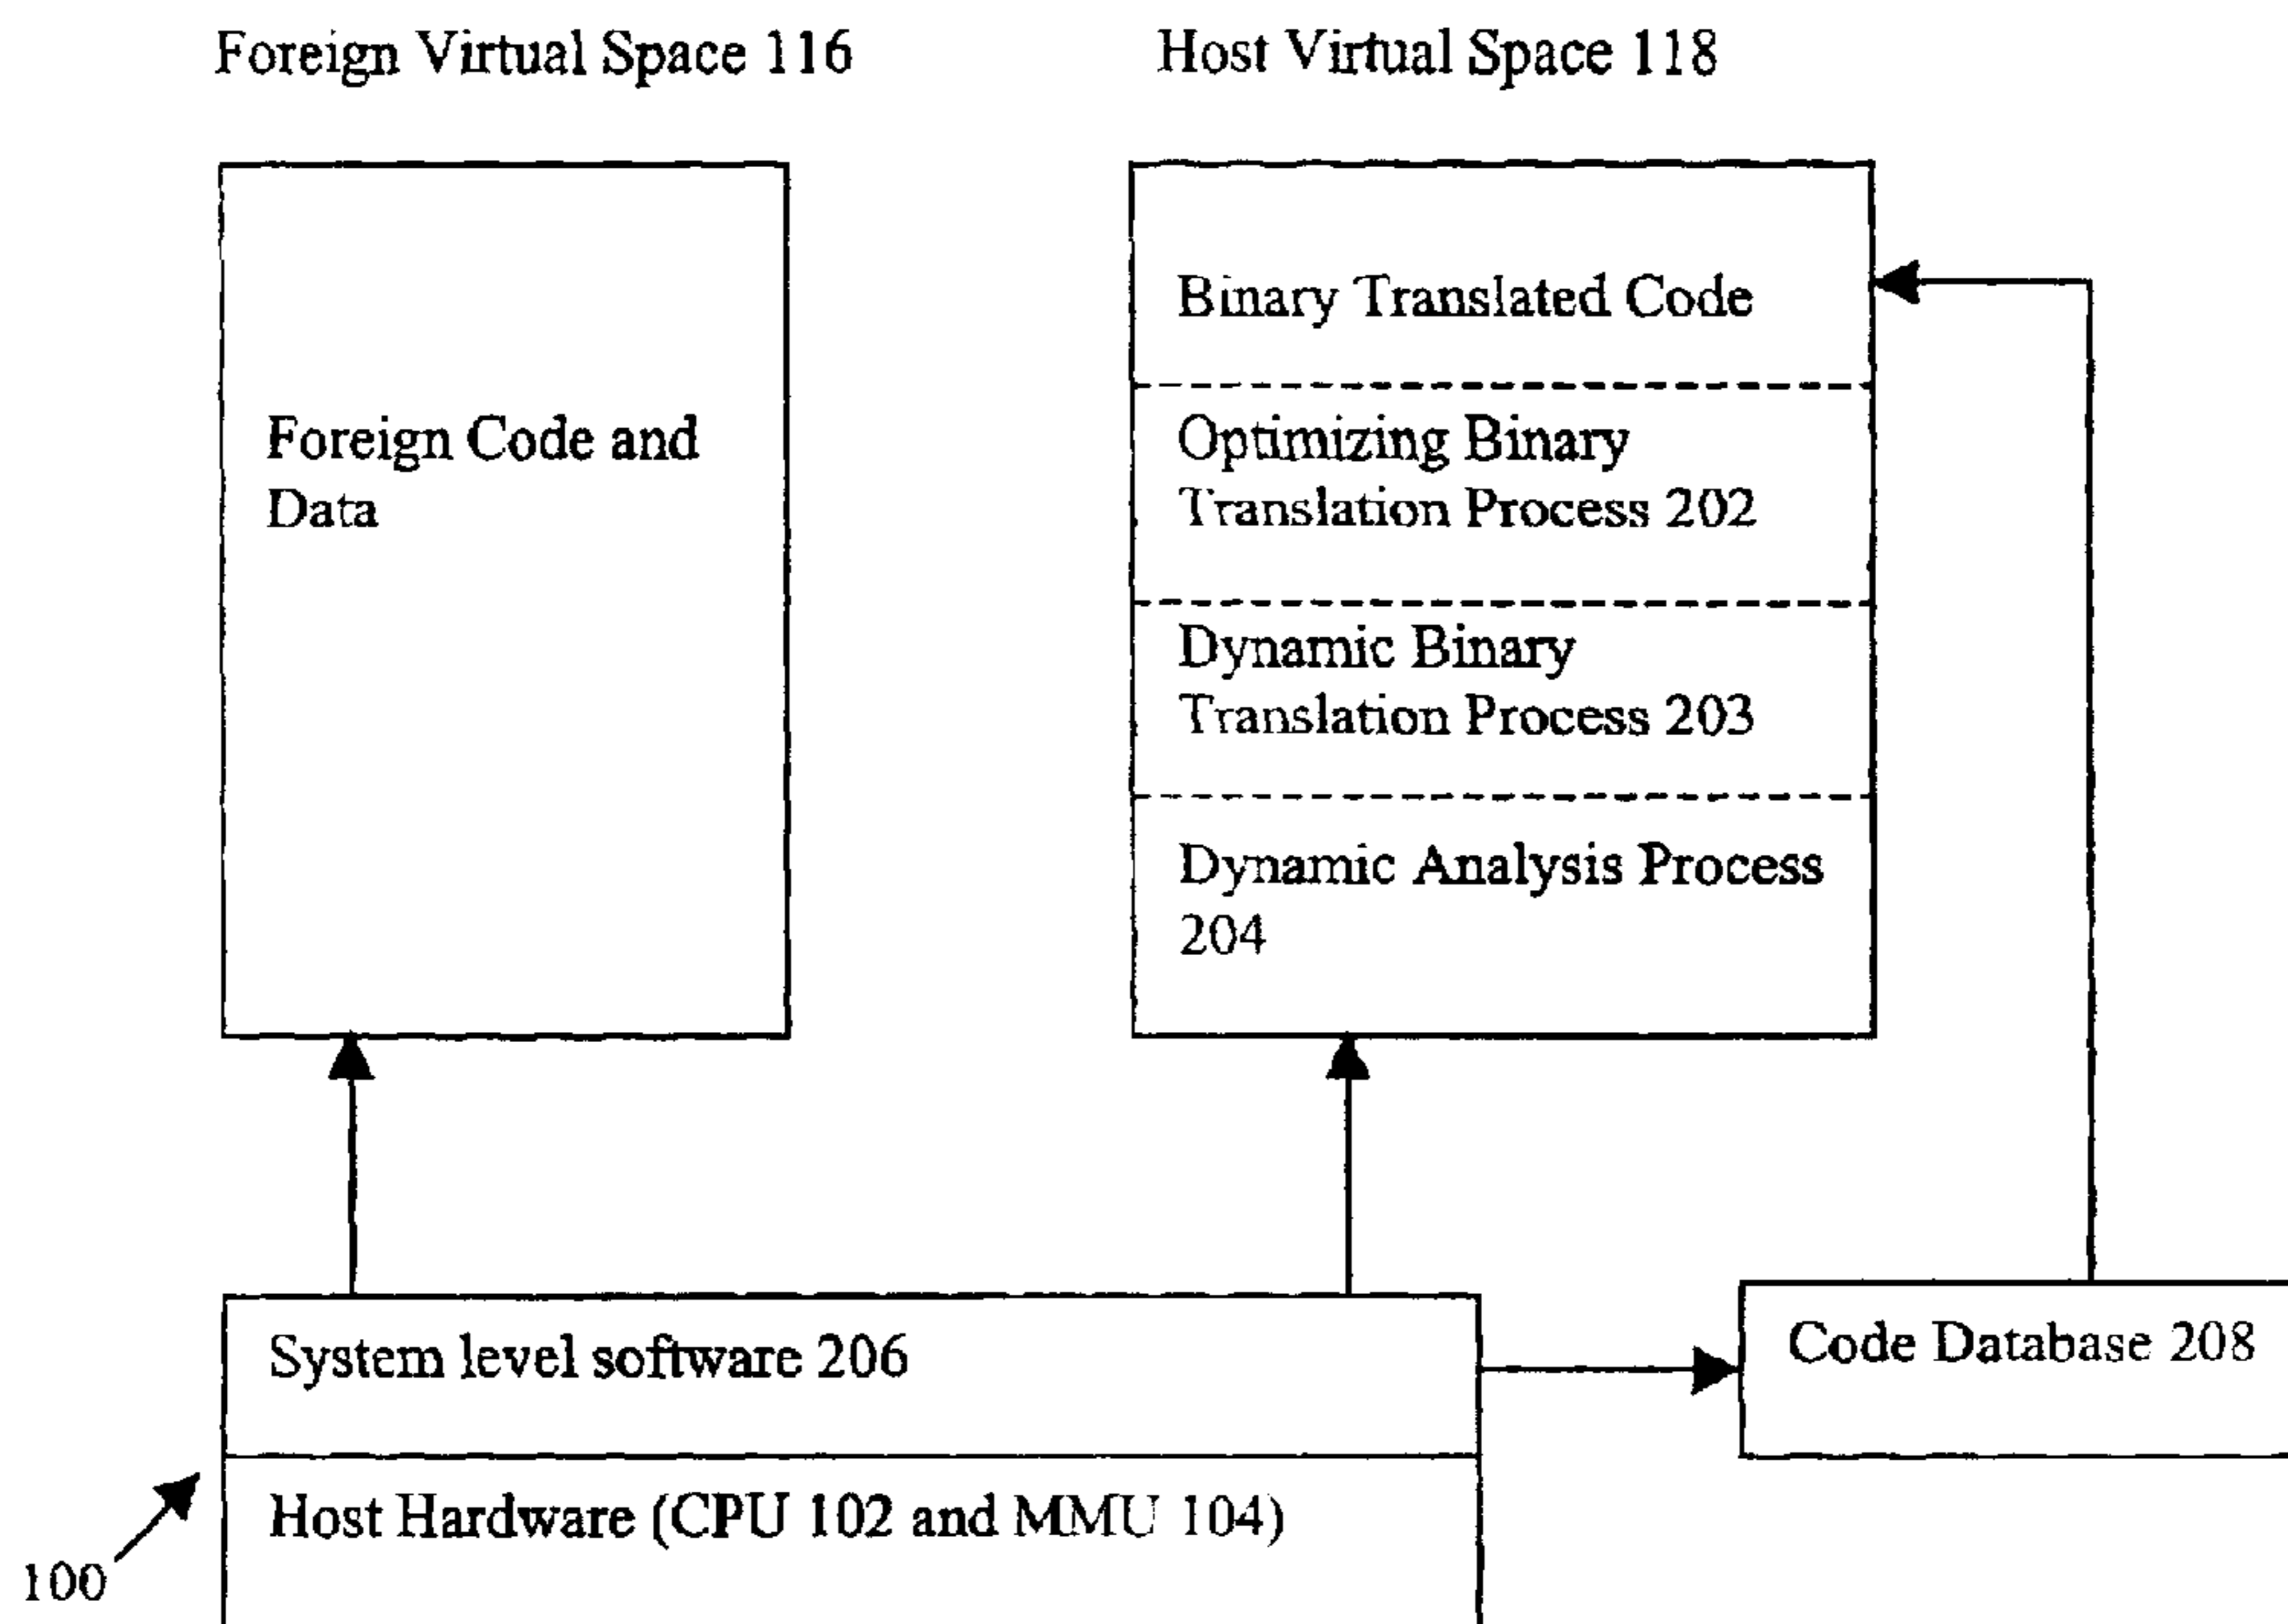 Foreign Virtual Space 116
Host Virtual Space 118
Foreign Code and
Data
Binary Translated Code
Optimizing Binary
Translation Process 202
Dynamic Binary
Translation Process 203
Dynamic Analysis Process
204
System level software 206
Code Database 208
Host Hardware (CPU 102 and MMU 104)
100